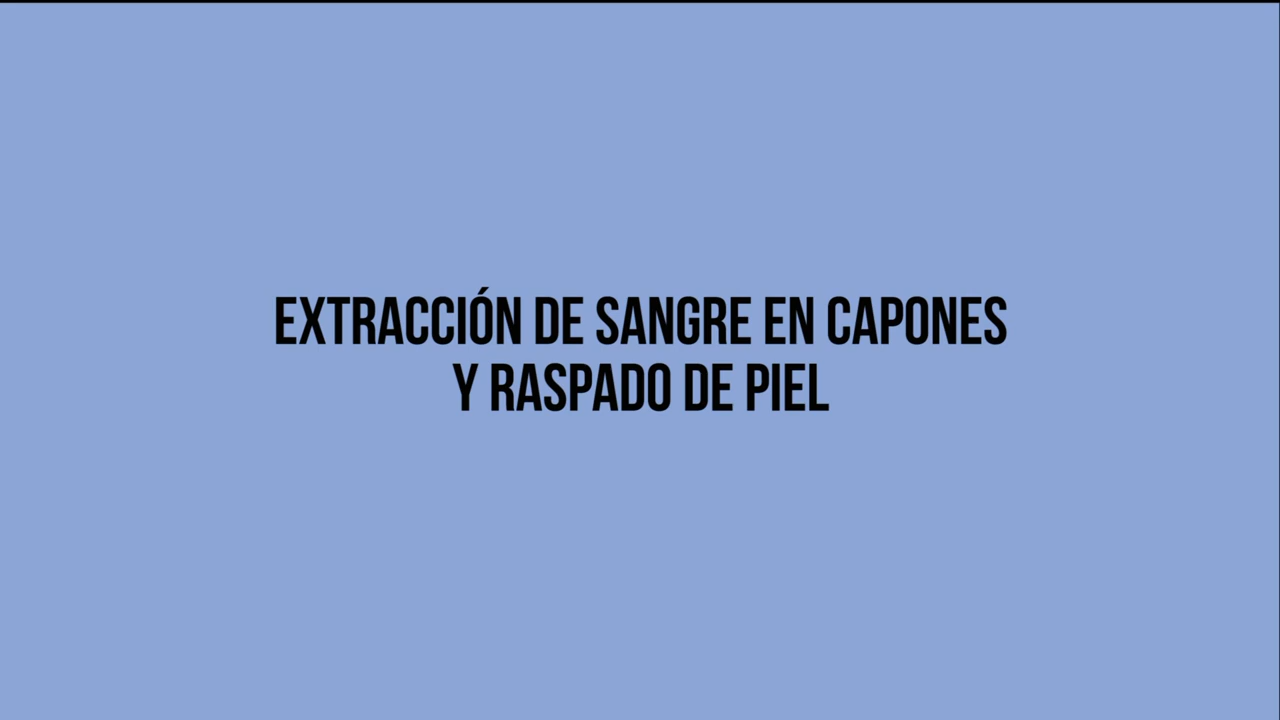 EXTRACCIÓN DE SANGRE EN CAPONES
Y RASPADO DE PIEL